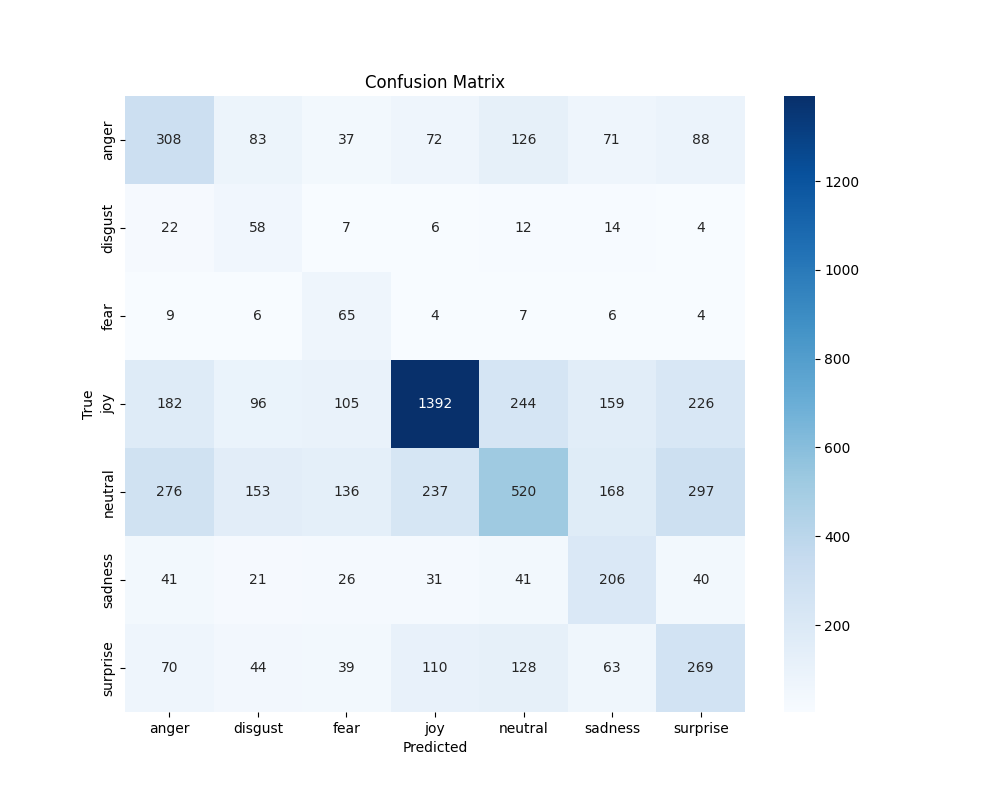 Confusion Matrix
anger 308 83 37 72 126 71 88
disgust 22 58 7 6 12 14 4
fear 9 6 65 4 7 6 4
True
joy 182 96 105 1392 244 159 226
neutral 276 153 136 237 520 168 297
sadness 41 21 26 31 41 206 40
surprise 70 44 39 110 128 63 269
anger disgust fear joy neutral sadness surprise
Predicted
1200
1000
800
600
400
200